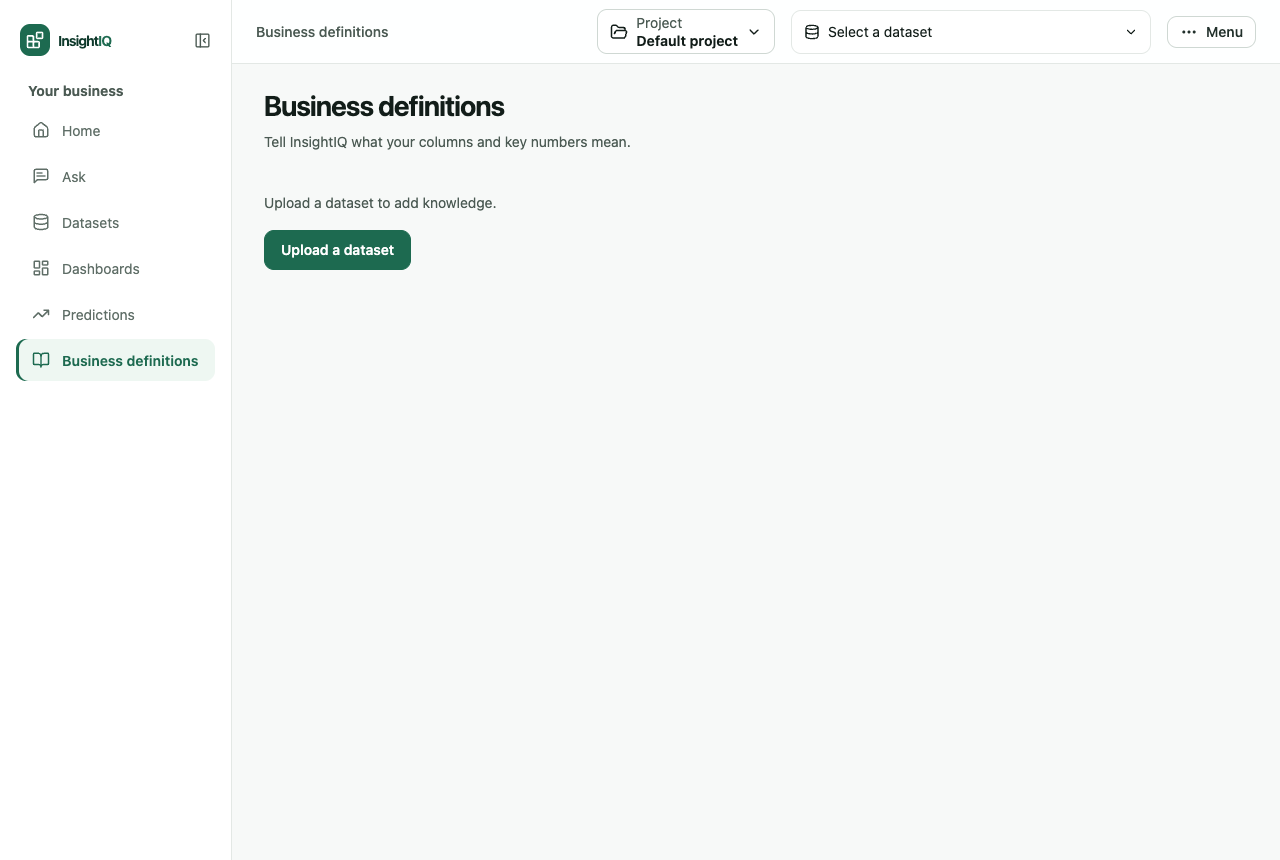 InsightIQ
Your business
Home
Ask
Datasets
Dashboards
Predictions
Business definitions
Business definitions
Project
Default project
Select a dataset
Menu
Business definitions
Tell InsightIQ what your columns and key numbers mean.
Upload a dataset to add knowledge.
Upload a dataset